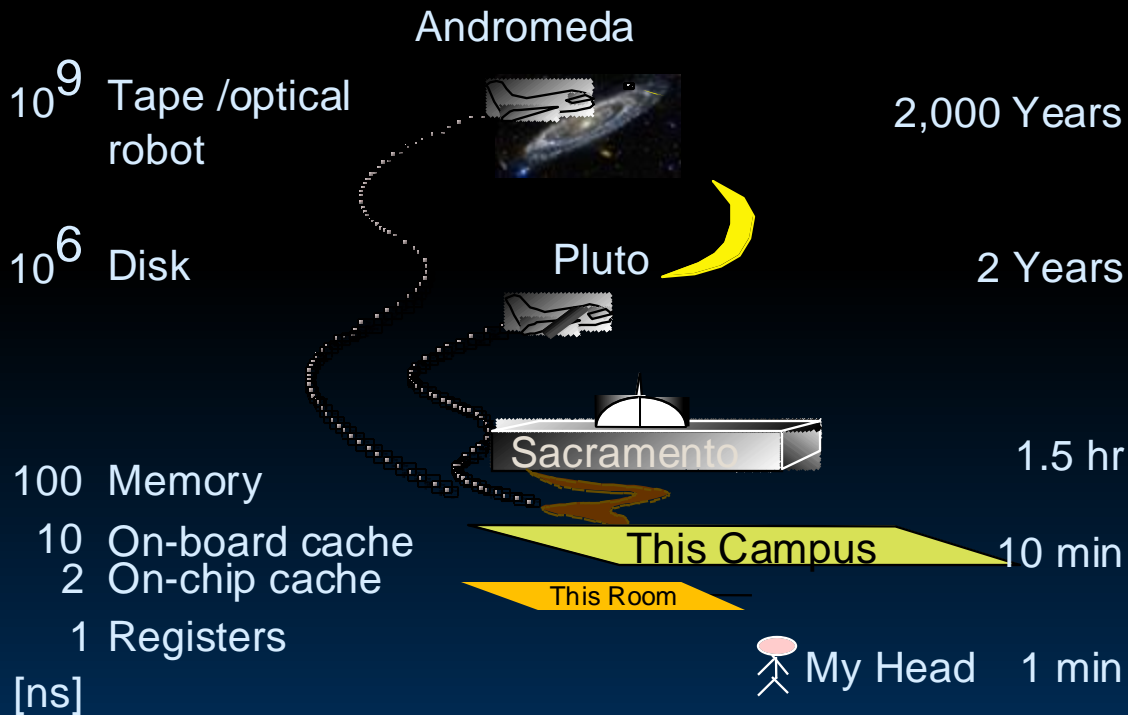 Andromeda
10^9 Tape /optical 2,000 Years
robot
10^6 Disk Pluto 2 Years
Sacramento 1.5 hr
100 Memory
10 On-board cache This Campus 10 min
2 On-chip cache This Room
1 Registers
My Head 1 min
[ns]